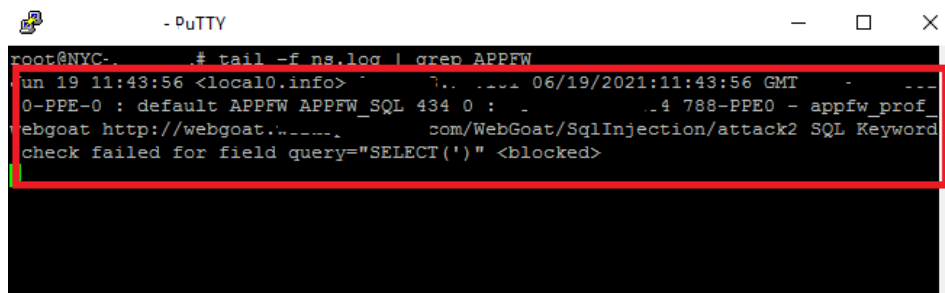 - PuTTY
root@NYC- # tail -f ns.log | grep APPFW
Jun 19 11:43:56 <local0.info> 06/19/2021:11:43:56 GMT
0-PPE-0 : default APPFW APPFW_SQL 434 0 : 4 788-PPE0 - appfw_prof_
webgoat http://webgoat. com/WebGoat/SqlInjection/attack2 SQL Keyword
check failed for field query="SELECT(')" <blocked>